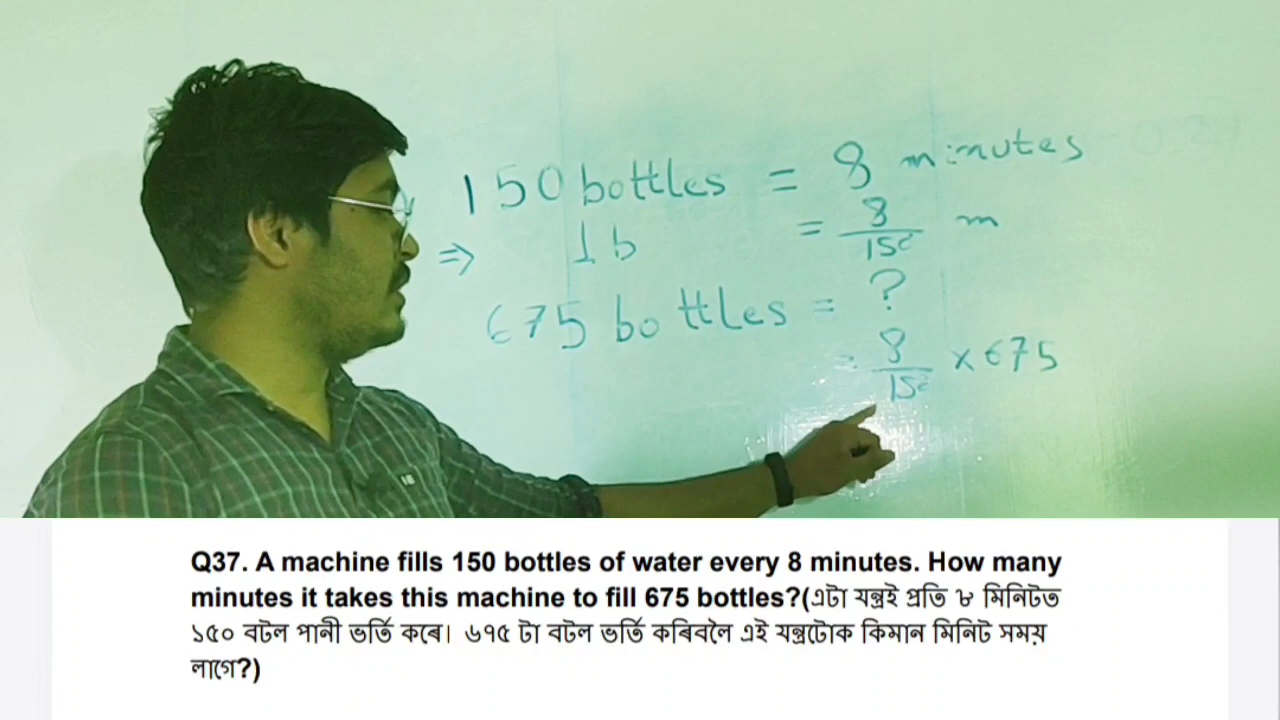 150 bottles = 8 minutes
⇒ 1 b = 8/150 m
675 bottles = ?
= 8/150 × 675
Q37. A machine fills 150 bottles of water every 8 minutes. How many
minutes it takes this machine to fill 675 bottles?(এটা যন্ত্ৰই প্ৰতি ৮ মিনিটত
১৫০ বটল পানী ভৰ্তি কৰে। ৬৭৫ টা বটল ভৰ্তি কৰিবলৈ এই যন্ত্ৰটোক কিমান মিনিট সময়
লাগে?)